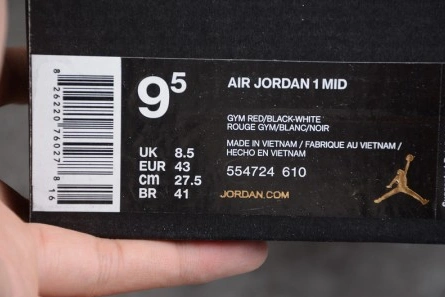 9⁵
AIR JORDAN 1 MID
GYM RED/BLACK-WHITE
ROUGE GYM/BLANC/NOIR
MADE IN VIETNAM / FABRIQUE AU VIETNAM /
HECHO EN VIETNAM
554724 610
UK 8.5
EUR 43
cm 27.5
BR 41
JORDAN.COM
8 26220 76027 8 16